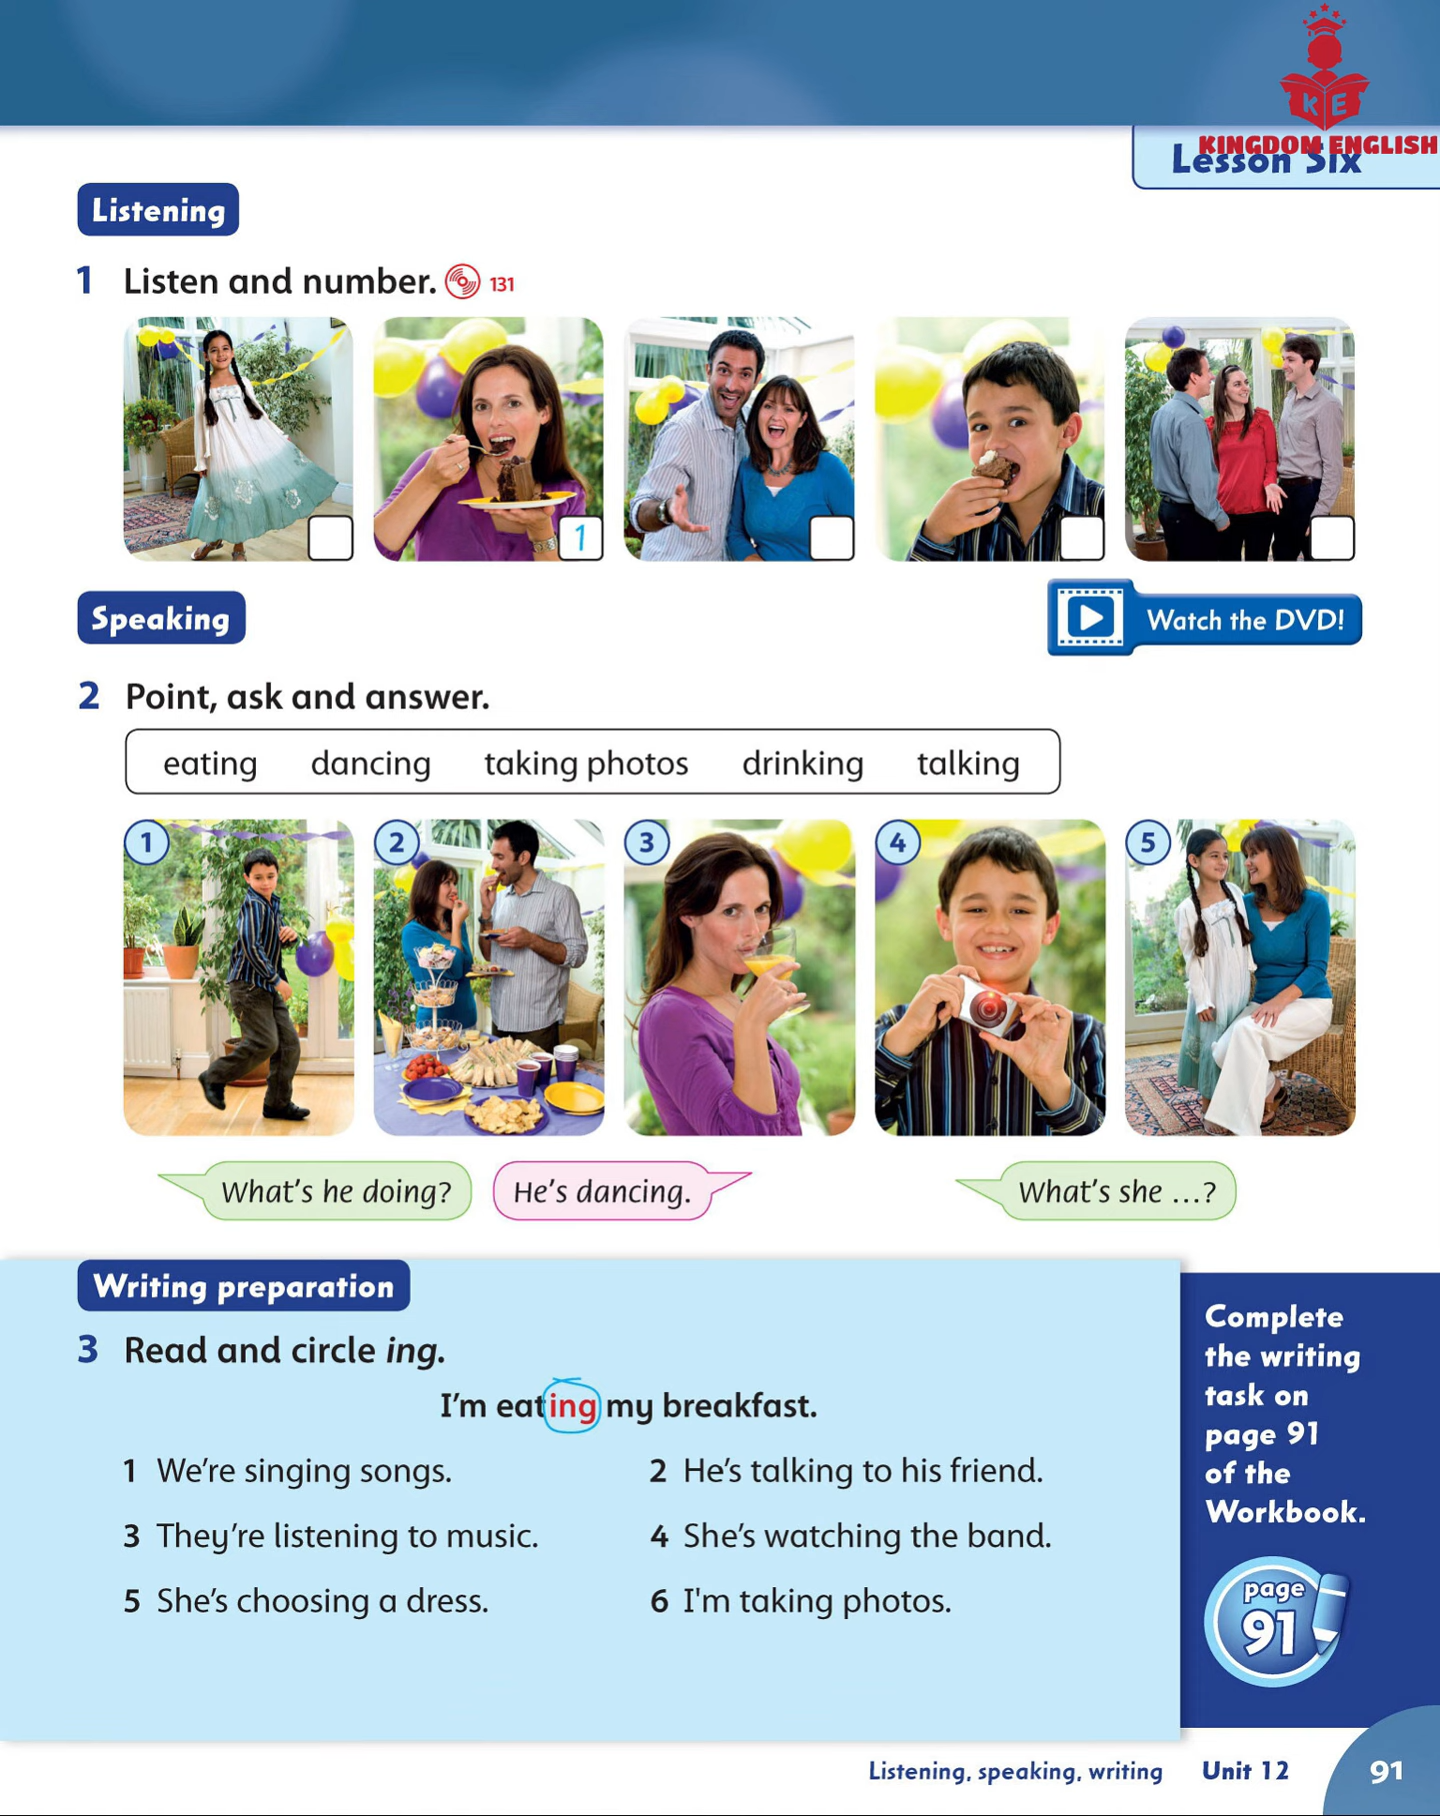 K E
KINGDOM ENGLISH
Lesson Six
Listening
1 Listen and number. 131
1
Speaking
Watch the DVD!
2 Point, ask and answer.
eating dancing taking photos drinking talking
1 2 3 4 5
What's he doing? He's dancing. What's she ...?
Writing preparation
3 Read and circle ing.
I'm eating my breakfast.
1 We're singing songs.
2 He's talking to his friend.
3 They're listening to music.
4 She's watching the band.
5 She's choosing a dress.
6 I'm taking photos.
Complete
the writing
task on
page 91
of the
Workbook.
page
91
Listening, speaking, writing Unit 12 91